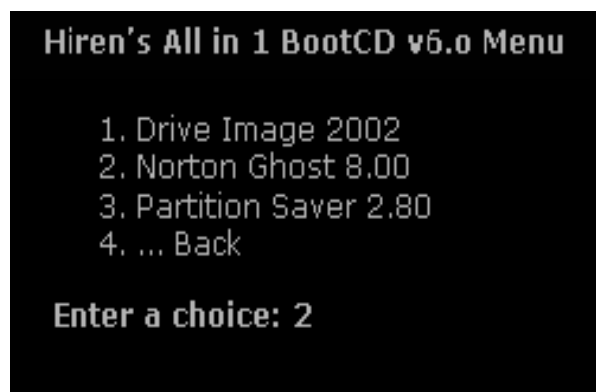 Hiren's All in 1 BootCD v6.o Menu
1. Drive Image 2002
2. Norton Ghost 8.00
3. Partition Saver 2.80
4. ... Back
Enter a choice: 2